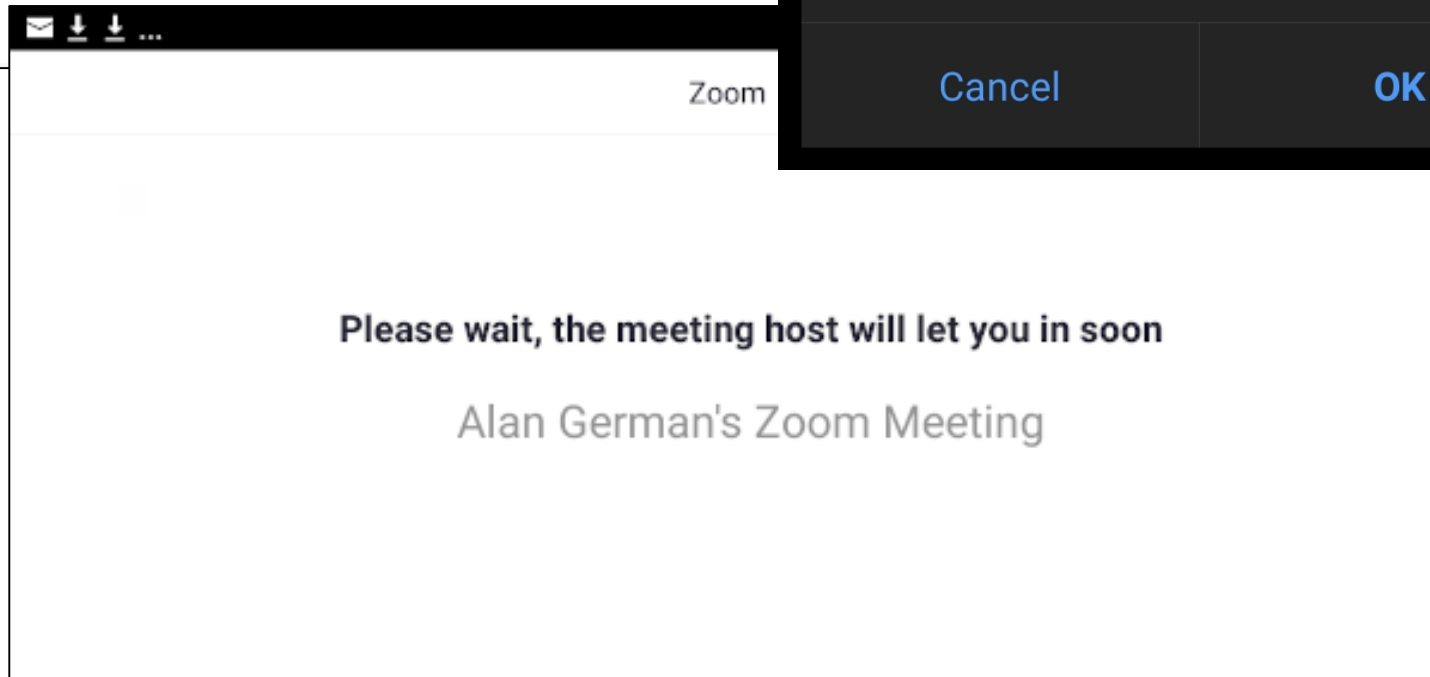 ...
Zoom
Cancel OK
Please wait, the meeting host will let you in soon
Alan German's Zoom Meeting